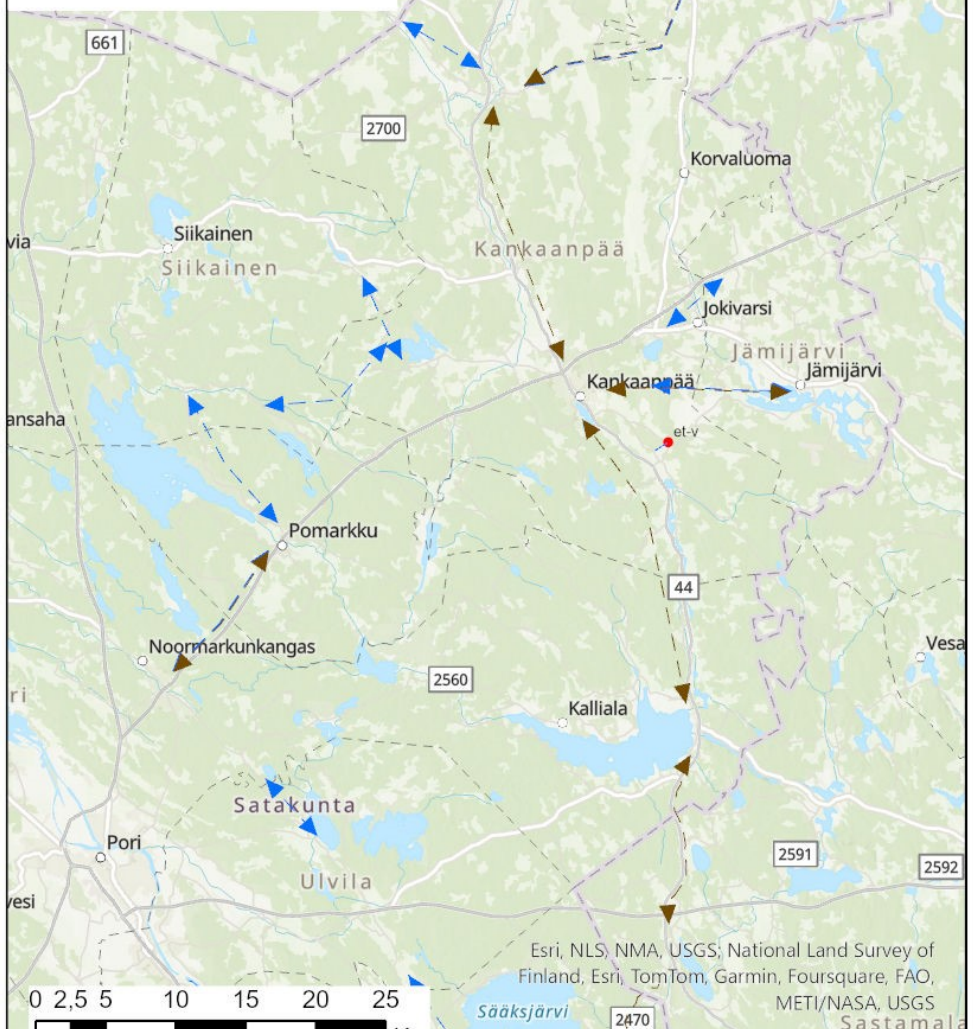 661
2700
Korvaluoma
Siikainen
via
Siikainen
Kankaanpää
Jokivarsi
Jämijärvi
Jämijärvi
Kankaanpää
ansaha
et-v
Pomarkku
44
Noormarkunkangas
Vesa
ri
2560
Kalliala
Satakunta
Pori
2591
2592
Ulvila
vesi
Esri, NLS, NMA, USGS; National Land Survey of
Finland, Esri, TomTom, Garmin, Foursquare, FAO,
METI/NASA, USGS
0 2,5 5 10 15 20 25
Sääksjärvi
2470
Sastamala